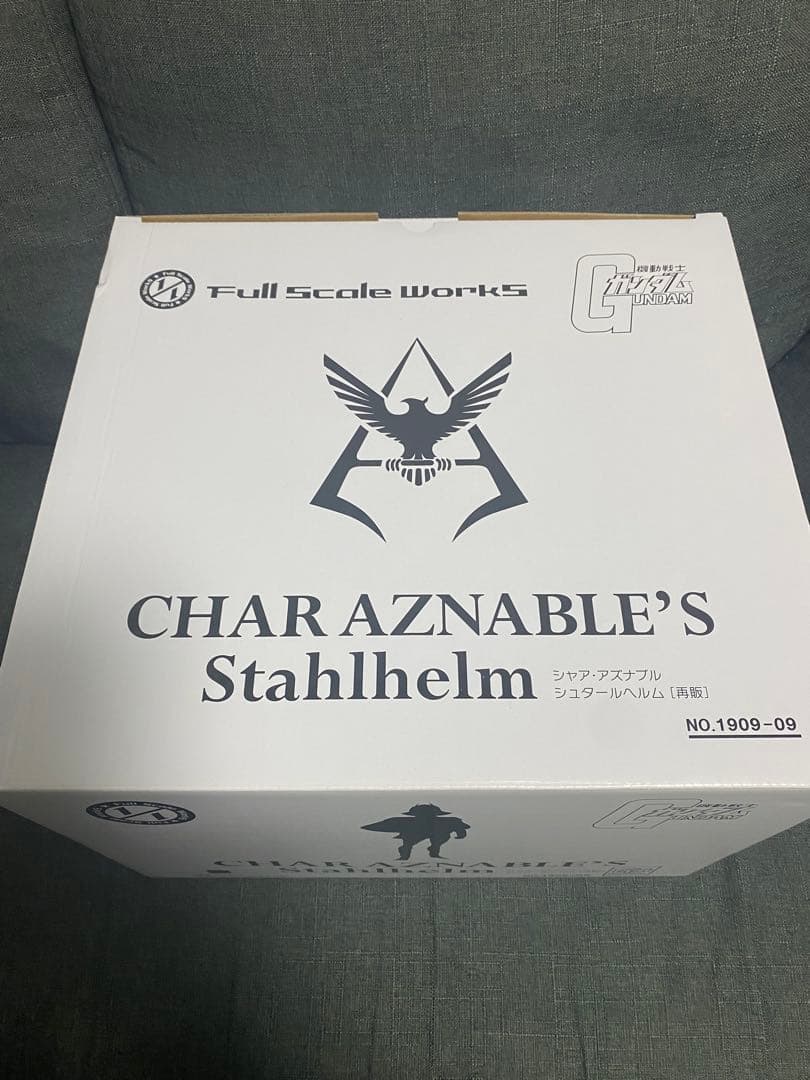 Full Scale WorkS
機動戦士
ガンダム
GUNDAM
CHAR AZNABLE'S
Stahlhelm
シャア・アズナブル
シュタールヘルム [再販]
NO.1909-09
CHAR AZNABLE'S
Stahlhelm